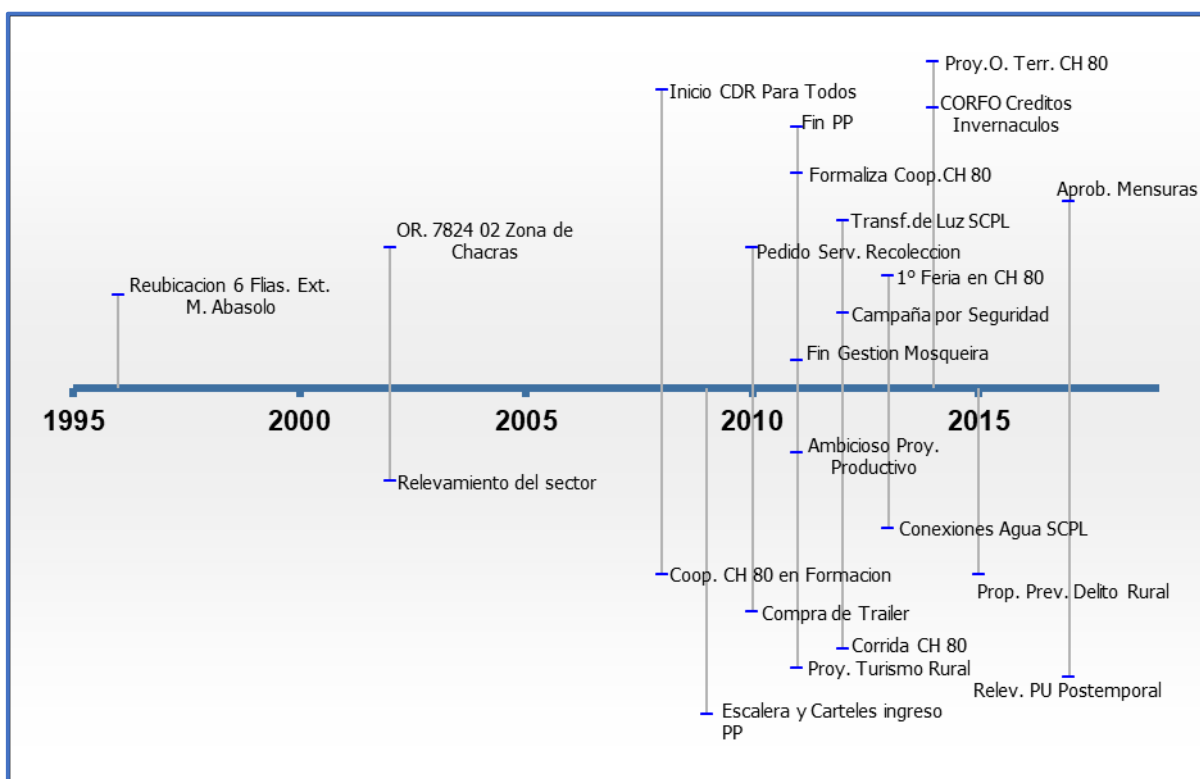 Proy.O. Terr. CH 80
Inicio CDR Para Todos
CORFO Creditos
Invernaculos
Fin PP
Formaliza Coop.CH 80
Aprob. Mensuras
Transf.de Luz SCPL
OR. 7824 02 Zona de
Chacras
Pedido Serv. Recoleccion
1º Feria en CH 80
Reubicacion 6 Flias. Ext.
M. Abasolo
Campaña por Seguridad
Fin Gestion Mosqueira
1995
2000
2005
2010
2015
Ambicioso Proy.
Productivo
Relevamiento del sector
Conexiones Agua SCPL
Coop. CH 80 en Formacion
Prop. Prev. Delito Rural
Compra de Trailer
Corrida CH 80
Proy. Turismo Rural
Relev. PU Postemporal
Escalera y Carteles ingreso
PP